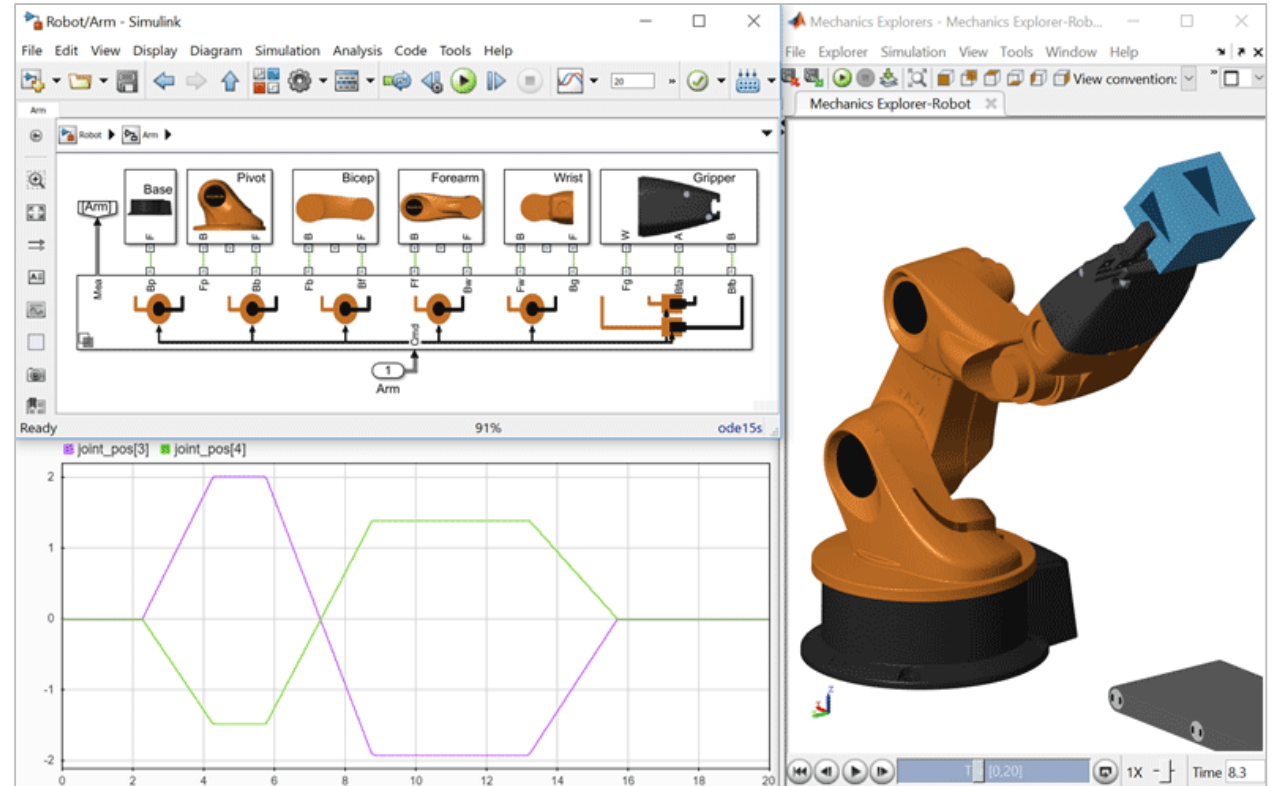 Robot/Arm - Simulink
File Edit View Display Diagram Simulation Analysis Code Tools Help
20 »
Arm
Robot Arm
[Arm]
Base Pivot Bicep Forearm Wrist Gripper
F B F B F B F B F W A B
Mea Bp Fp Bb Fb Bf Ff Bw Fw Bg Fg Bfa Bfb
Cmd
1
Arm
Ready 91% ode15s
joint_pos[3] joint_pos[4]
2
1
0
-1
-2
0 2 4 6 8 10 12 14 16 18 20
Mechanics Explorers - Mechanics Explorer-Rob...
File Explorer Simulation View Tools Window Help
View convention: »
Mechanics Explorer-Robot
z
[0,20] 1X Time 8.3